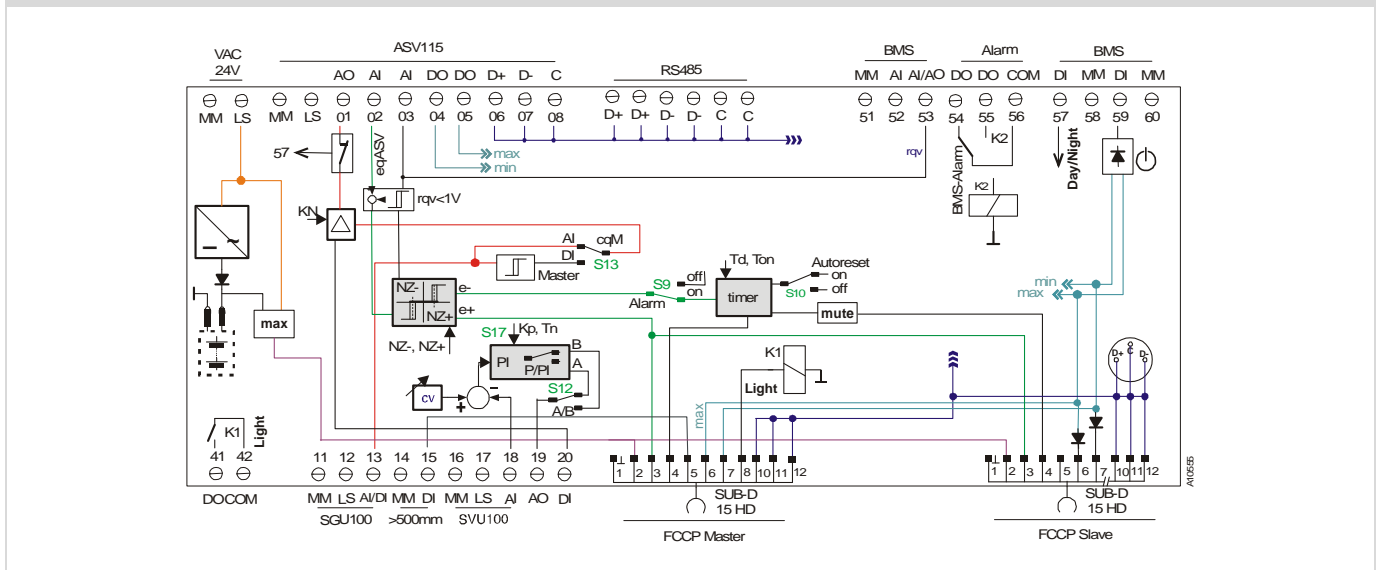 VAC
24V
ASV115
RS485
BMS
Alarm
BMS
AO AI AI DO DO D+ D- C
MM AI AI/AO DO DO COM DI MM DI MM
MM LS MM LS 01 02 03 04 05 06 07 08
D+ D+ D- D- C C
51 52 53 54 55 56 57 58 59 60
57
eqASV
max
min
rqv
K2
BMS-Alarm
K2
Day/Night
rqv<1V
KN
AI
cqM
DI
S13
Master
Td, Ton
Autoreset
on
off
S10
S9
off
on
Alarm
timer
mute
min
max
NZ-
NZ+
e-
e+
NZ-, NZ+
S17
Kp, Tn
PI
P/PI
B
A
S12
A/B
cv
+
-
max
K1
Light
max
D+ C D-
K1
Light
41 42
DO COM
11 12 13 14 15 16 17 18 19 20
MM LS AI/DI MM DI MM LS AI AO DI
SGU100 >500mm SVU100
1 2 3 4 5 6 7 8 10 11 12
SUB-D
15 HD
FCCP Master
1 2 3 4 5 6 7 10 11 12
SUB-D
15 HD
FCCP Slave
A10555